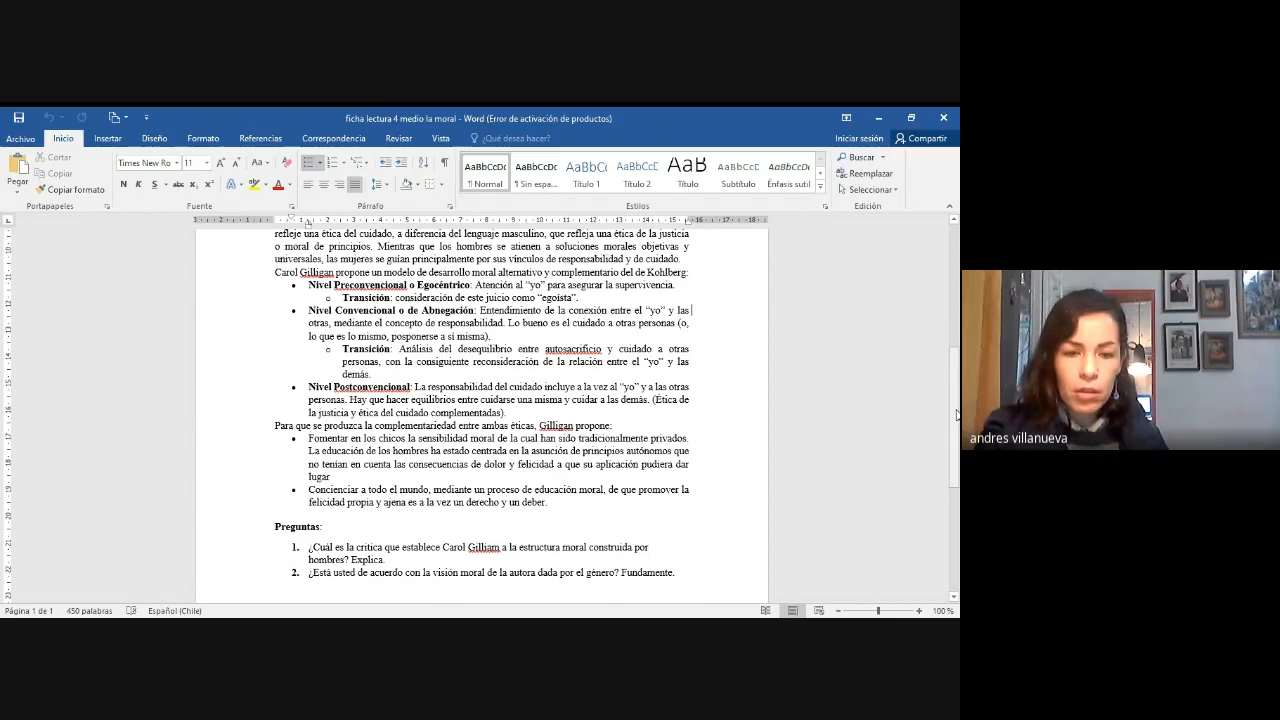 ficha lectura 4 medio la moral - Word (Error de activación de productos)
Archivo Inicio Insertar Diseño Formato Referencias Correspondencia Revisar Vista ¿Qué desea hacer? Iniciar sesión Compartir
Pegar
Cortar
Copiar
Copiar formato
Portapapeles
Times New Ro 11
Aa
N K S abc x₂ x²
A A
Fuente
Párrafo
AaBbCcDc AaBbCcDc AaBbCc AaBbCcD AaB AaBbCcD AaBbCcDc
¶ Normal ¶ Sin espa... Título 1 Título 2 Título Subtítulo Énfasis sutil
Estilos
Buscar
Reemplazar
Seleccionar
Edición
refleje una ética del cuidado, a diferencia del lenguaje masculino, que refleja una ética de la justicia
o moral de principios. Mientras que los hombres se atienen a soluciones morales objetivas y
universales, las mujeres se guían principalmente por sus vínculos de responsabilidad y de cuidado.
Carol Gilligan propone un modelo de desarrollo moral alternativo y complementario del de Kohlberg:
• Nivel Preconvencional o Egocéntrico: Atención al “yo” para asegurar la supervivencia.
o Transición: consideración de este juicio como “egoísta”.
• Nivel Convencional o de Abnegación: Entendimiento de la conexión entre el “yo” y las
otras, mediante el concepto de responsabilidad. Lo bueno es el cuidado a otras personas (o,
lo que es lo mismo, posponerse a sí misma).
o Transición: Análisis del desequilibrio entre autosacrificio y cuidado a otras
personas, con la consiguiente reconsideración de la relación entre el “yo” y las
demás.
• Nivel Postconvencional: La responsabilidad del cuidado incluye a la vez al “yo” y a las otras
personas. Hay que hacer equilibrios entre cuidarse una misma y cuidar a las demás. (Ética de
la justicia y ética del cuidado complementadas).
Para que se produzca la complementariedad entre ambas éticas, Gilligan propone:
• Fomentar en los chicos la sensibilidad moral de la cual han sido tradicionalmente privados.
La educación de los hombres ha estado centrada en la asunción de principios autónomos que
no tenían en cuenta las consecuencias de dolor y felicidad a que su aplicación pudiera dar
lugar
• Concienciar a todo el mundo, mediante un proceso de educación moral, de que promover la
felicidad propia y ajena es a la vez un derecho y un deber.
Preguntas:
1. ¿Cuál es la critica que establece Carol Gilliam a la estructura moral construida por
hombres? Explica.
2. ¿Está usted de acuerdo con la visión moral de la autora dada por el género? Fundamente.
Página 1 de 1 450 palabras Español (Chile) 100 %
andres villanueva